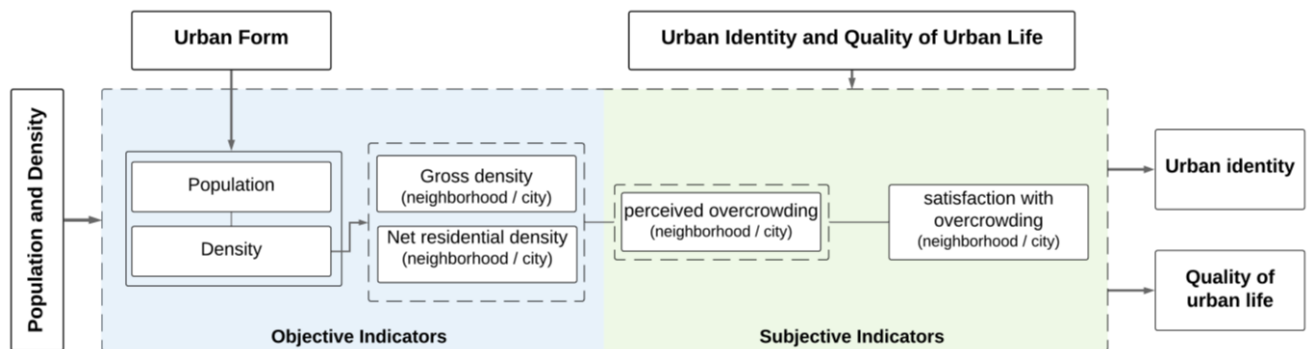 Urban Form
Urban Identity and Quality of Urban Life
Population and Density
Population
Density
Gross density
(neighborhood / city)
Net residential density
(neighborhood / city)
perceived overcrowding
(neighborhood / city)
satisfaction with
overcrowding
(neighborhood / city)
Urban identity
Quality of
urban life
Objective Indicators
Subjective Indicators